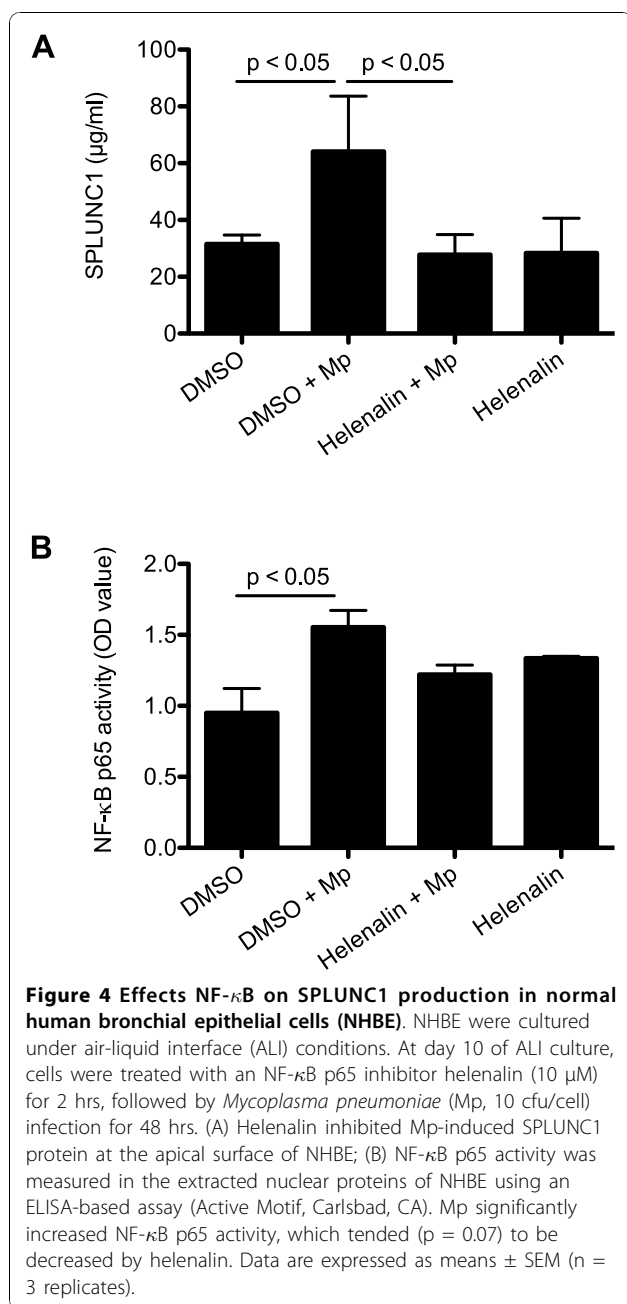 A
100
80
60
40
20
0
SPLUNC1 (µg/ml)
p < 0.05
p < 0.05
DMSO
DMSO + Mp
Helenalin + Mp
Helenalin
B
2.0
1.5
1.0
0.5
0.0
NF-κB p65 activity (OD value)
p < 0.05
DMSO
DMSO + Mp
Helenalin + Mp
Helenalin
Figure 4 Effects NF-κB on SPLUNC1 production in normal
human bronchial epithelial cells (NHBE). NHBE were cultured
under air-liquid interface (ALI) conditions. At day 10 of ALI culture,
cells were treated with an NF-κB p65 inhibitor helenalin (10 μM)
for 2 hrs, followed by Mycoplasma pneumoniae (Mp, 10 cfu/cell)
infection for 48 hrs. (A) Helenalin inhibited Mp-induced SPLUNC1
protein at the apical surface of NHBE; (B) NF-κB p65 activity was
measured in the extracted nuclear proteins of NHBE using an
ELISA-based assay (Active Motif, Carlsbad, CA). Mp significantly
increased NF-κB p65 activity, which tended (p = 0.07) to be
decreased by helenalin. Data are expressed as means ± SEM (n =
3 replicates).